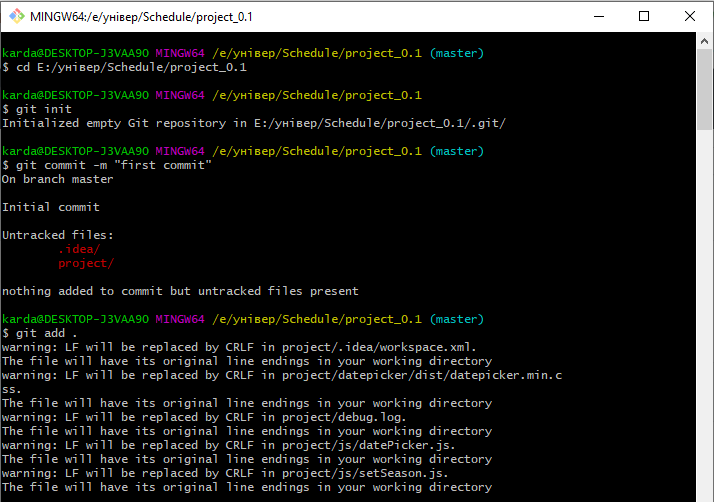 MINGW64:/e/універ/Schedule/project_0.1
karda@DESKTOP-J3VAA9O MINGW64 /e/універ/Schedule/project_0.1 (master)
$ cd E:/універ/Schedule/project_0.1
karda@DESKTOP-J3VAA9O MINGW64 /e/універ/Schedule/project_0.1
$ git init
Initialized empty Git repository in E:/універ/Schedule/project_0.1/.git/
karda@DESKTOP-J3VAA9O MINGW64 /e/універ/Schedule/project_0.1 (master)
$ git commit -m "first commit"
On branch master
Initial commit
Untracked files:
.idea/
project/
nothing added to commit but untracked files present
karda@DESKTOP-J3VAA9O MINGW64 /e/універ/Schedule/project_0.1 (master)
$ git add .
warning: LF will be replaced by CRLF in project/.idea/workspace.xml.
The file will have its original line endings in your working directory
warning: LF will be replaced by CRLF in project/datepicker/dist/datepicker.min.c
ss.
The file will have its original line endings in your working directory
warning: LF will be replaced by CRLF in project/debug.log.
The file will have its original line endings in your working directory
warning: LF will be replaced by CRLF in project/js/datePicker.js.
The file will have its original line endings in your working directory
warning: LF will be replaced by CRLF in project/js/setSeason.js.
The file will have its original line endings in your working directory